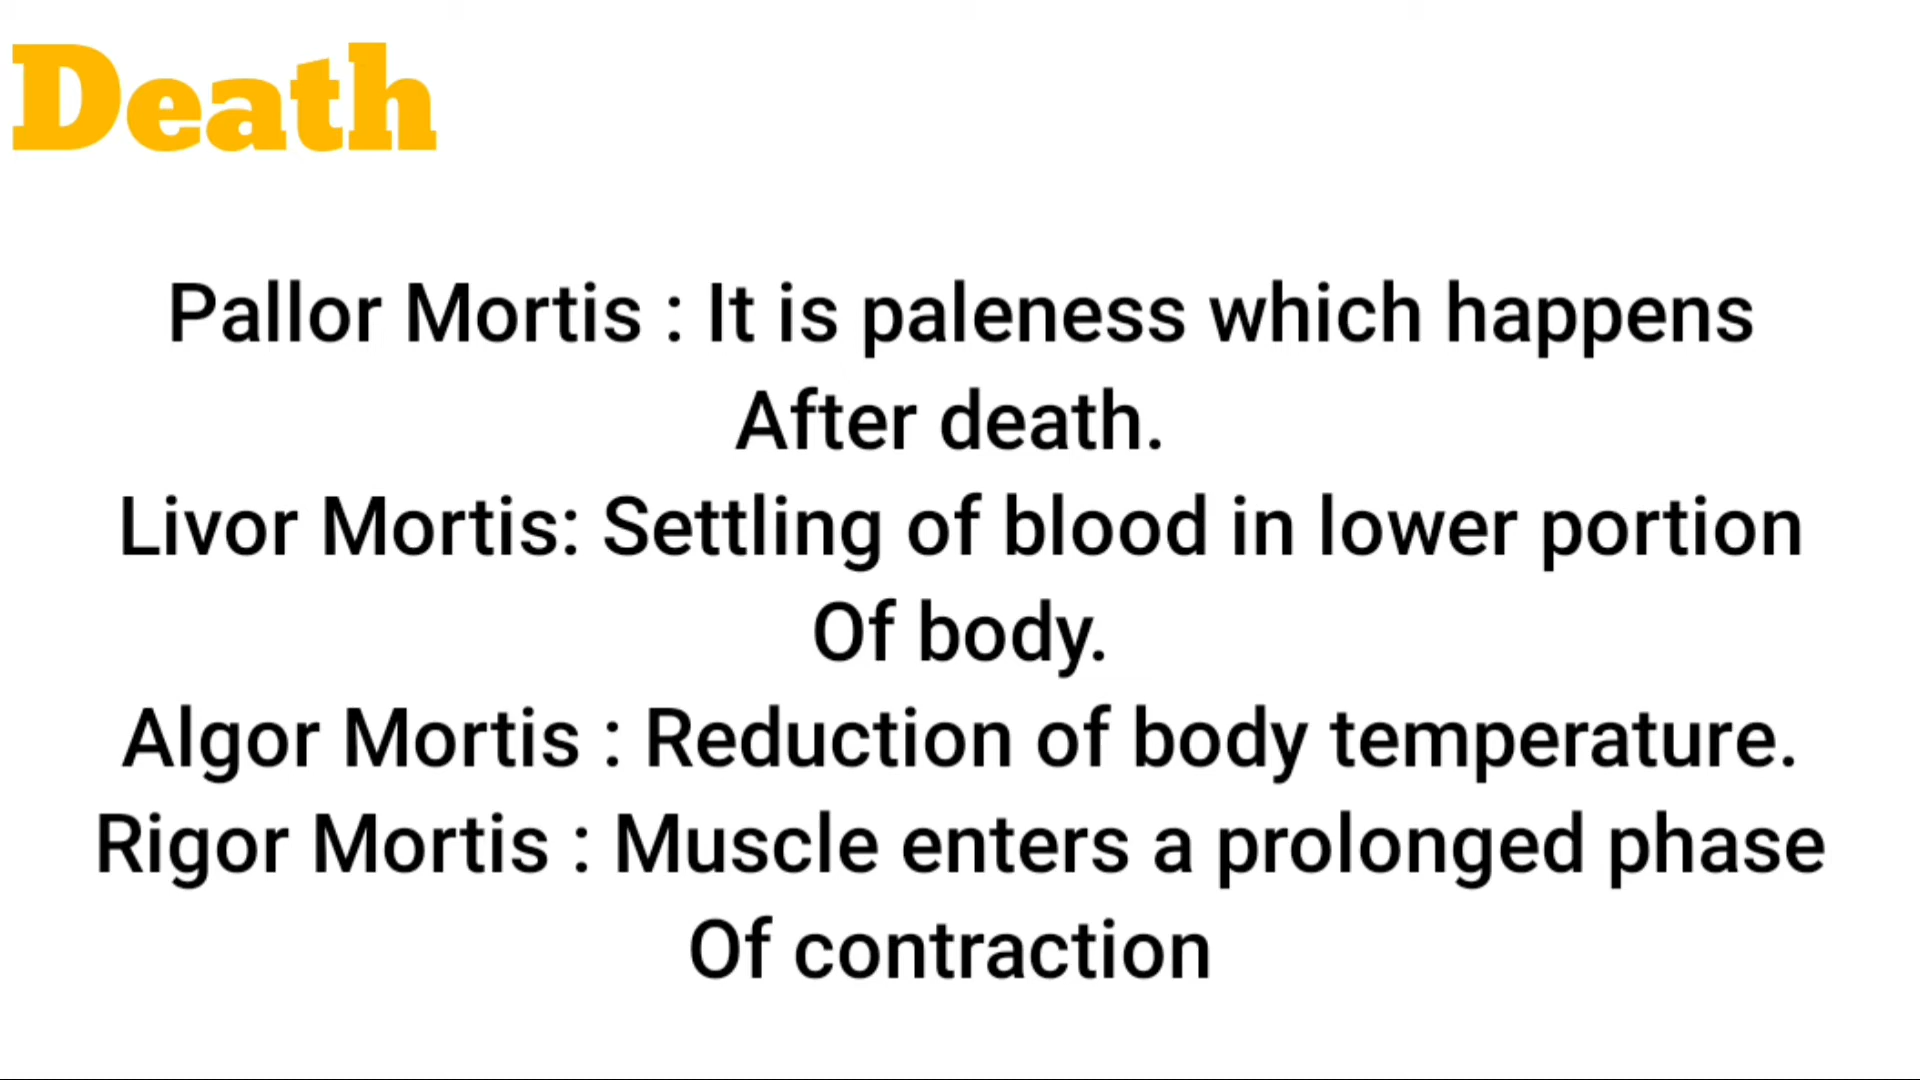 Death
Pallor Mortis : It is paleness which happens
After death.
Livor Mortis: Settling of blood in lower portion
Of body.
Algor Mortis : Reduction of body temperature.
Rigor Mortis : Muscle enters a prolonged phase
Of contraction